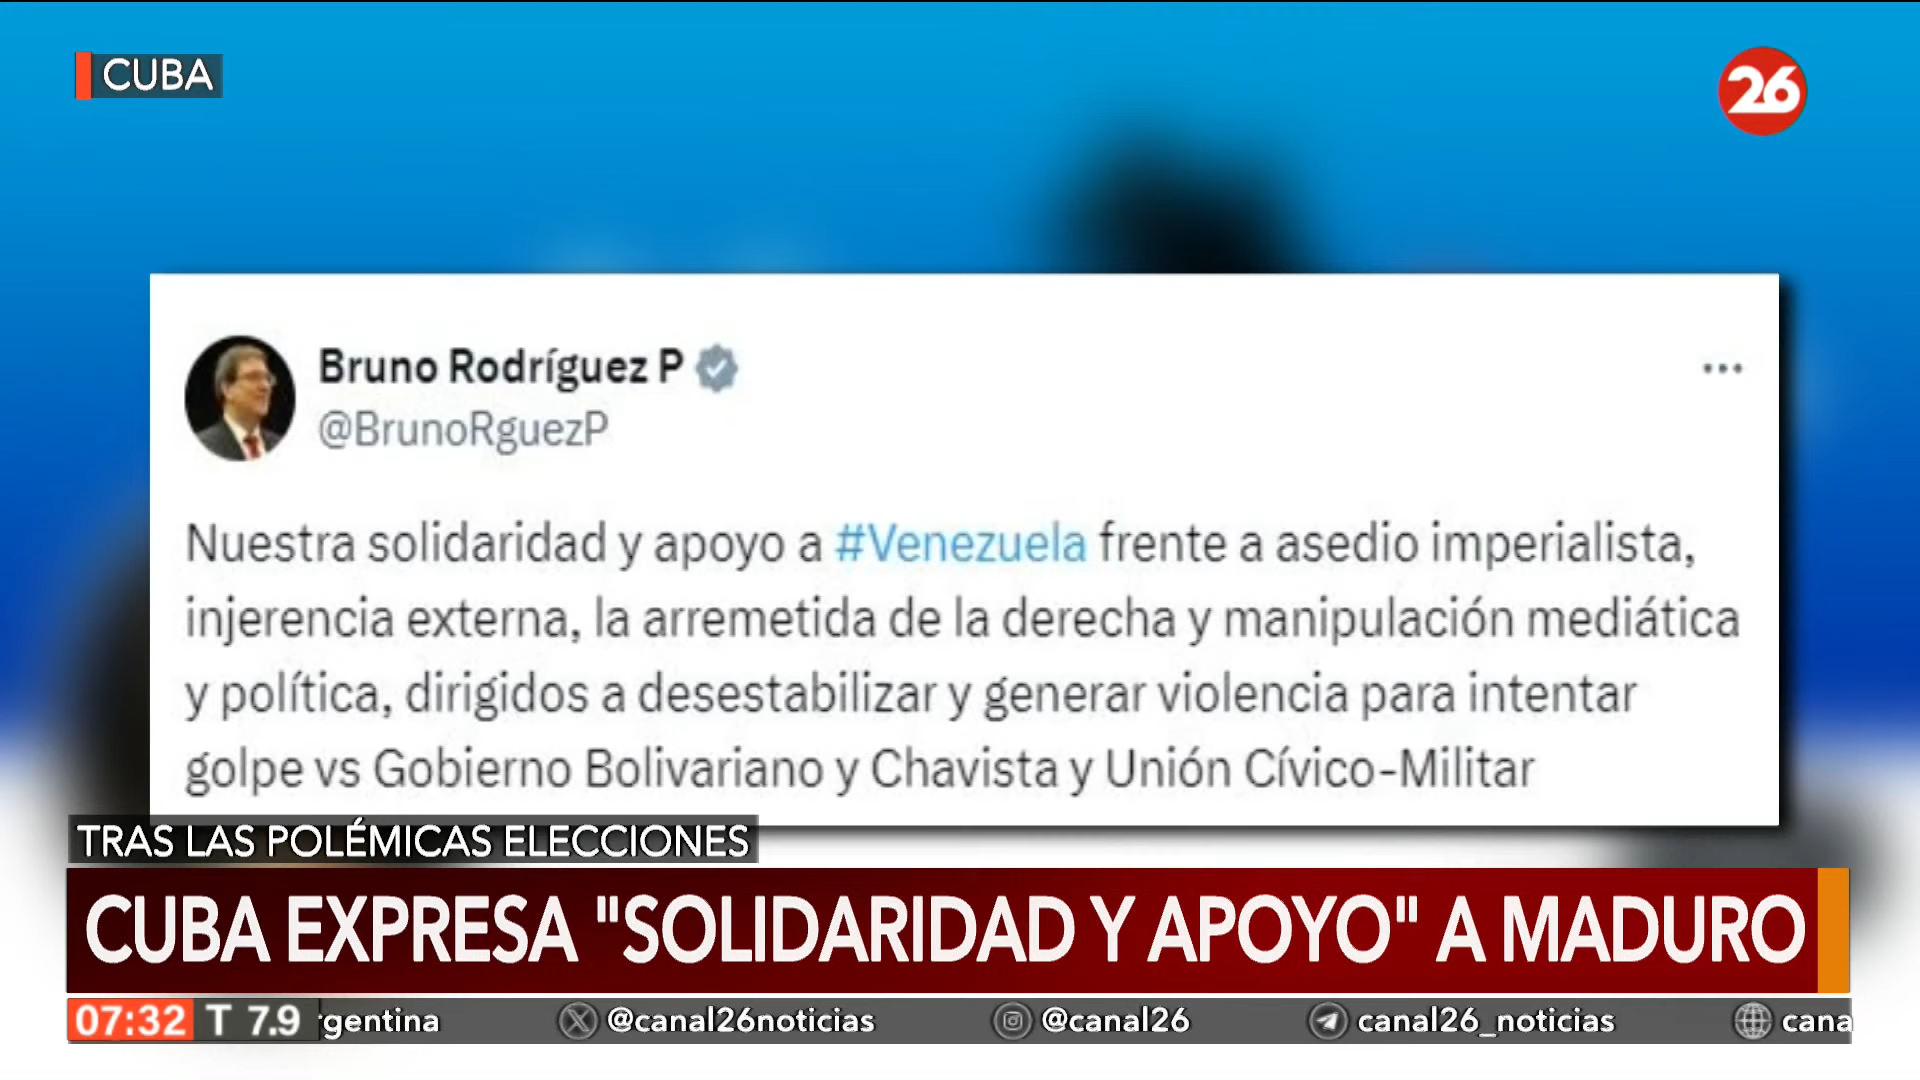 CUBA
26
Bruno Rodríguez P
@BrunoRguezP
Nuestra solidaridad y apoyo a #Venezuela frente a asedio imperialista,
injerencia externa, la arremetida de la derecha y manipulación mediática
y política, dirigidos a desestabilizar y generar violencia para intentar
golpe vs Gobierno Bolivariano y Chavista y Unión Cívico-Militar
TRAS LAS POLÉMICAS ELECCIONES
CUBA EXPRESA "SOLIDARIDAD Y APOYO" A MADURO
07:32 T 7.9 rgentina @canal26noticias @canal26 canal26_noticias cana